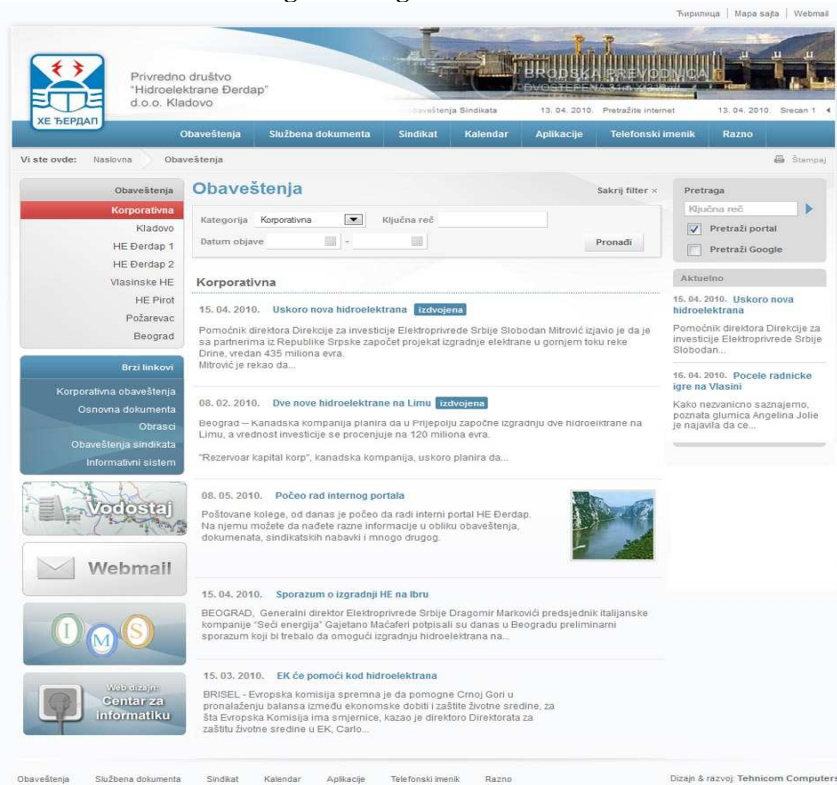 Ћирилица | Мapa sajta | Webmail
ХЕ ЂЕРДАП
Privredno društvo
"Hidroelektrane Đerdap"
d.o.o. Kladovo
BRODSKA PREVODNICA
Sindikata 13. 04. 2010. Pretražite internet 13. 04. 2010. Srecan 1
Obaveštenja Službena dokumenta Sindikat Kalendar Aplikacije Telefonski imenik Razno
Vi ste ovde: Naslovna Obaveštenja Štampaj
Obaveštenja
Korporativna
Kladovo
HE Đerdap 1
HE Đerdap 2
Vlasinske HE
HE Pirot
Požarevac
Beograd
Brzi linkovi
Korporativna obaveštenja
Osnovna dokumenta
Obrasci
Obaveštenja sindikata
Informativni sistem
Vodostaj
Webmail
I M S
Web dizajn:
Centar za
informatiku
Obaveštenja Sakrij filter ×
Kategorija Korporativna Ključna reč
Datum objave -
Pronađi
Korporativna
15. 04. 2010. Uskoro nova hidroelektrana izdvojena
Pomoćnik direktora Direkcije za investicije Elektroprivrede Srbije Slobodan Mitrović izjavio je da je
sa partnerima iz Republike Srpske započet projekat izgradnje elektrane u gornjem toku reke
Drine, vredan 435 miliona evra.
Mitrović je rekao da...
08. 02. 2010. Dve nove hidroelektrane na Limu izdvojena
Beograd – Kanadska kompanija planira da u Prijepolju započne izgradnju dve hidroelektrane na
Limu, a vrednost investicije se procenjuje na 120 miliona evra.
"Rezervoar kapital korp", kanadska kompanija, uskoro planira da...
08. 05. 2010. Počeo rad internog portala
Poštovane kolege, od danas je počeo da radi interni portal HE Đerdap.
Na njemu možete da nađete razne informacije u obliku obaveštenja,
dokumenata, sindikatskih nabavki i mnogo drugog.
15. 04. 2010. Sporazum o izgradnji HE na Ibru
BEOGRAD, Generalni direktor Elektroprivrede Srbije Dragomir Markovići predsjednik italijanske
kompanije "Seći energija" Gajetano Maćaferi potpisali su danas u Beogradu preliminarni
sporazum koji bi trebalo da omogući izgradnju hidroelektrana na...
15. 03. 2010. EK će pomoći kod hidroelektrana
BRISEL - Evropska komisija spremna je da pomogne Crnoj Gori u
pronalaženju balansa između ekonomske dobiti i zaštite životne sredine, za
šta Evropska Komisija ima smjernice, kazao je direktoro Direktorata za
zaštitu životne sredine u EK, Carlo...
Pretraga
Ključna reč
Pretraži portal
Pretraži Google
Aktuelno
15. 04. 2010. Uskoro nova
hidroelektrana
Pomoćnik direktora Direkcije za
investicije Elektroprivrede Srbije
Slobodan...
16. 04. 2010. Pocele radnicke
igre na Vlasini
Kako nezvanicno saznajemo,
poznata glumica Angelina Jolie
je najavila da ce...
Obaveštenja Službena dokumenta Sindikat Kalendar Aplikacije Telefonski imenik Razno
Dizajn & razvoj: Tehnicom Computers